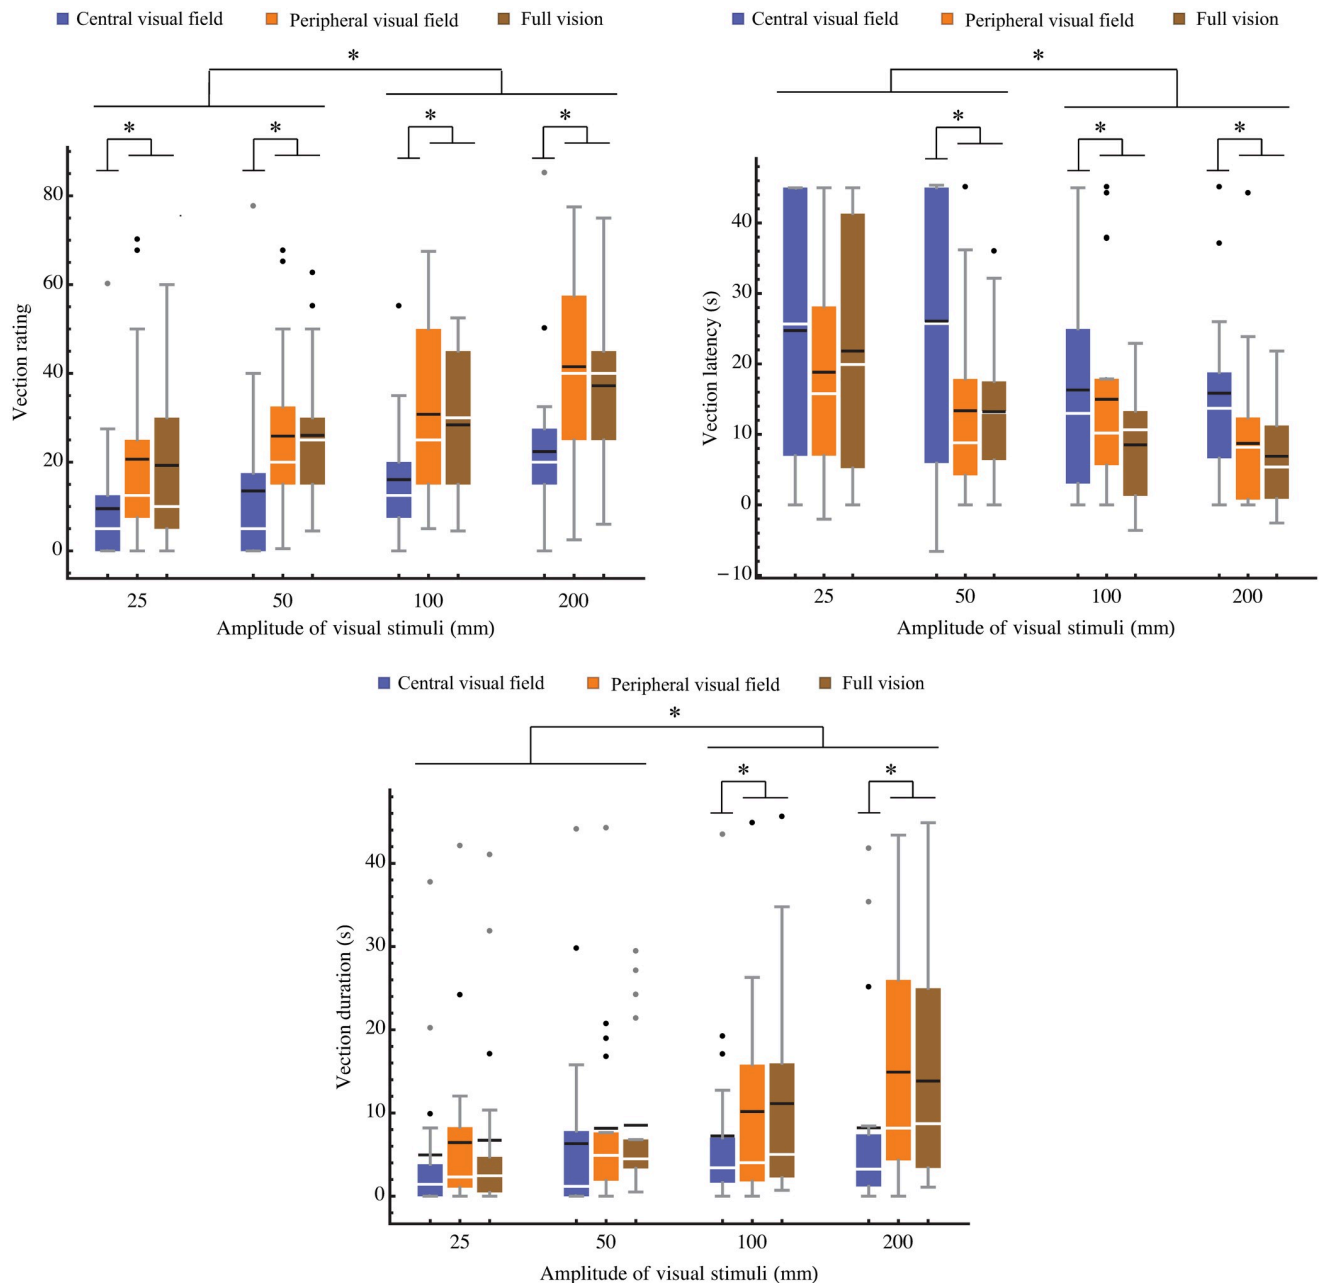 Central visual field Peripheral visual field Full vision
*
* * * *
Vection rating
80
60
40
20
0
25 50 100 200
Amplitude of visual stimuli (mm)
Central visual field Peripheral visual field Full vision
*
* * *
Vection latency (s)
40
30
20
10
0
−10
25 50 100 200
Amplitude of visual stimuli (mm)
Central visual field Peripheral visual field Full vision
*
* *
Vection duration (s)
40
30
20
10
0
25 50 100 200
Amplitude of visual stimuli (mm)